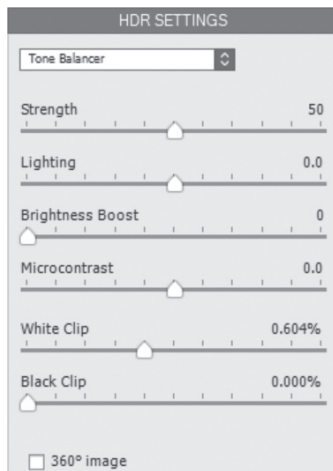 HDR SETTINGS
Tone Balancer
Strength 50
Lighting 0.0
Brightness Boost 0
Microcontrast 0.0
White Clip 0.604%
Black Clip 0.000%
360º image